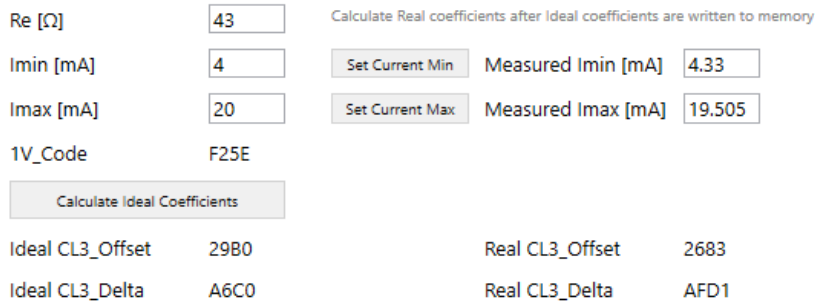 Re [Ω] 43 Calculate Real coefficients after Ideal coefficients are written to memory
Imin [mA] 4 Set Current Min Measured Imin [mA] 4.33
Imax [mA] 20 Set Current Max Measured Imax [mA] 19.505
1V_Code F25E
Calculate Ideal Coefficients
Ideal CL3_Offset 29B0 Real CL3_Offset 2683
Ideal CL3_Delta A6C0 Real CL3_Delta AFD1